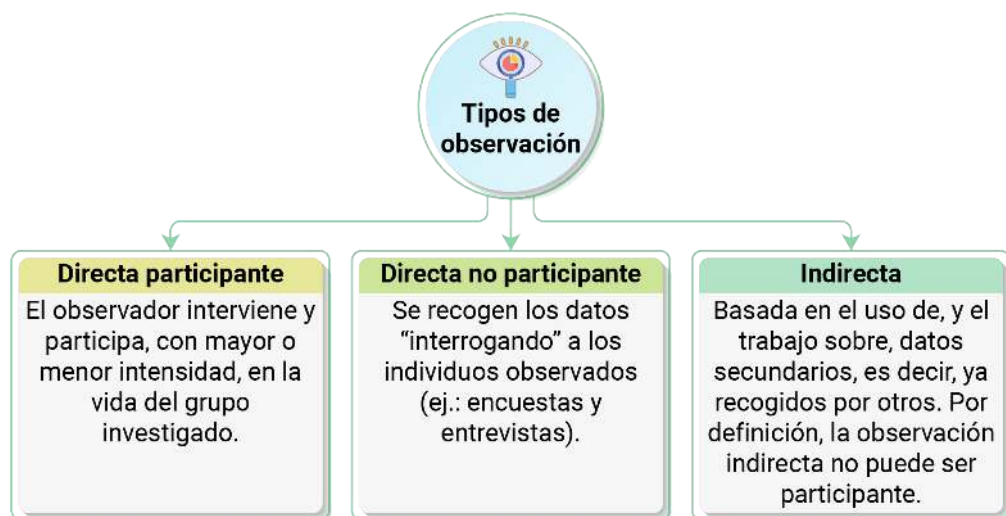 Tipos de
observación
Directa participante
El observador interviene y
participa, con mayor o
menor intensidad, en la
vida del grupo
investigado.
Directa no participante
Se recogen los datos
“interrogando” a los
individuos observados
(ej.: encuestas y
entrevistas).
Indirecta
Basada en el uso de, y el
trabajo sobre, datos
secundarios, es decir, ya
recogidos por otros. Por
definición, la observación
indirecta no puede ser
participante.